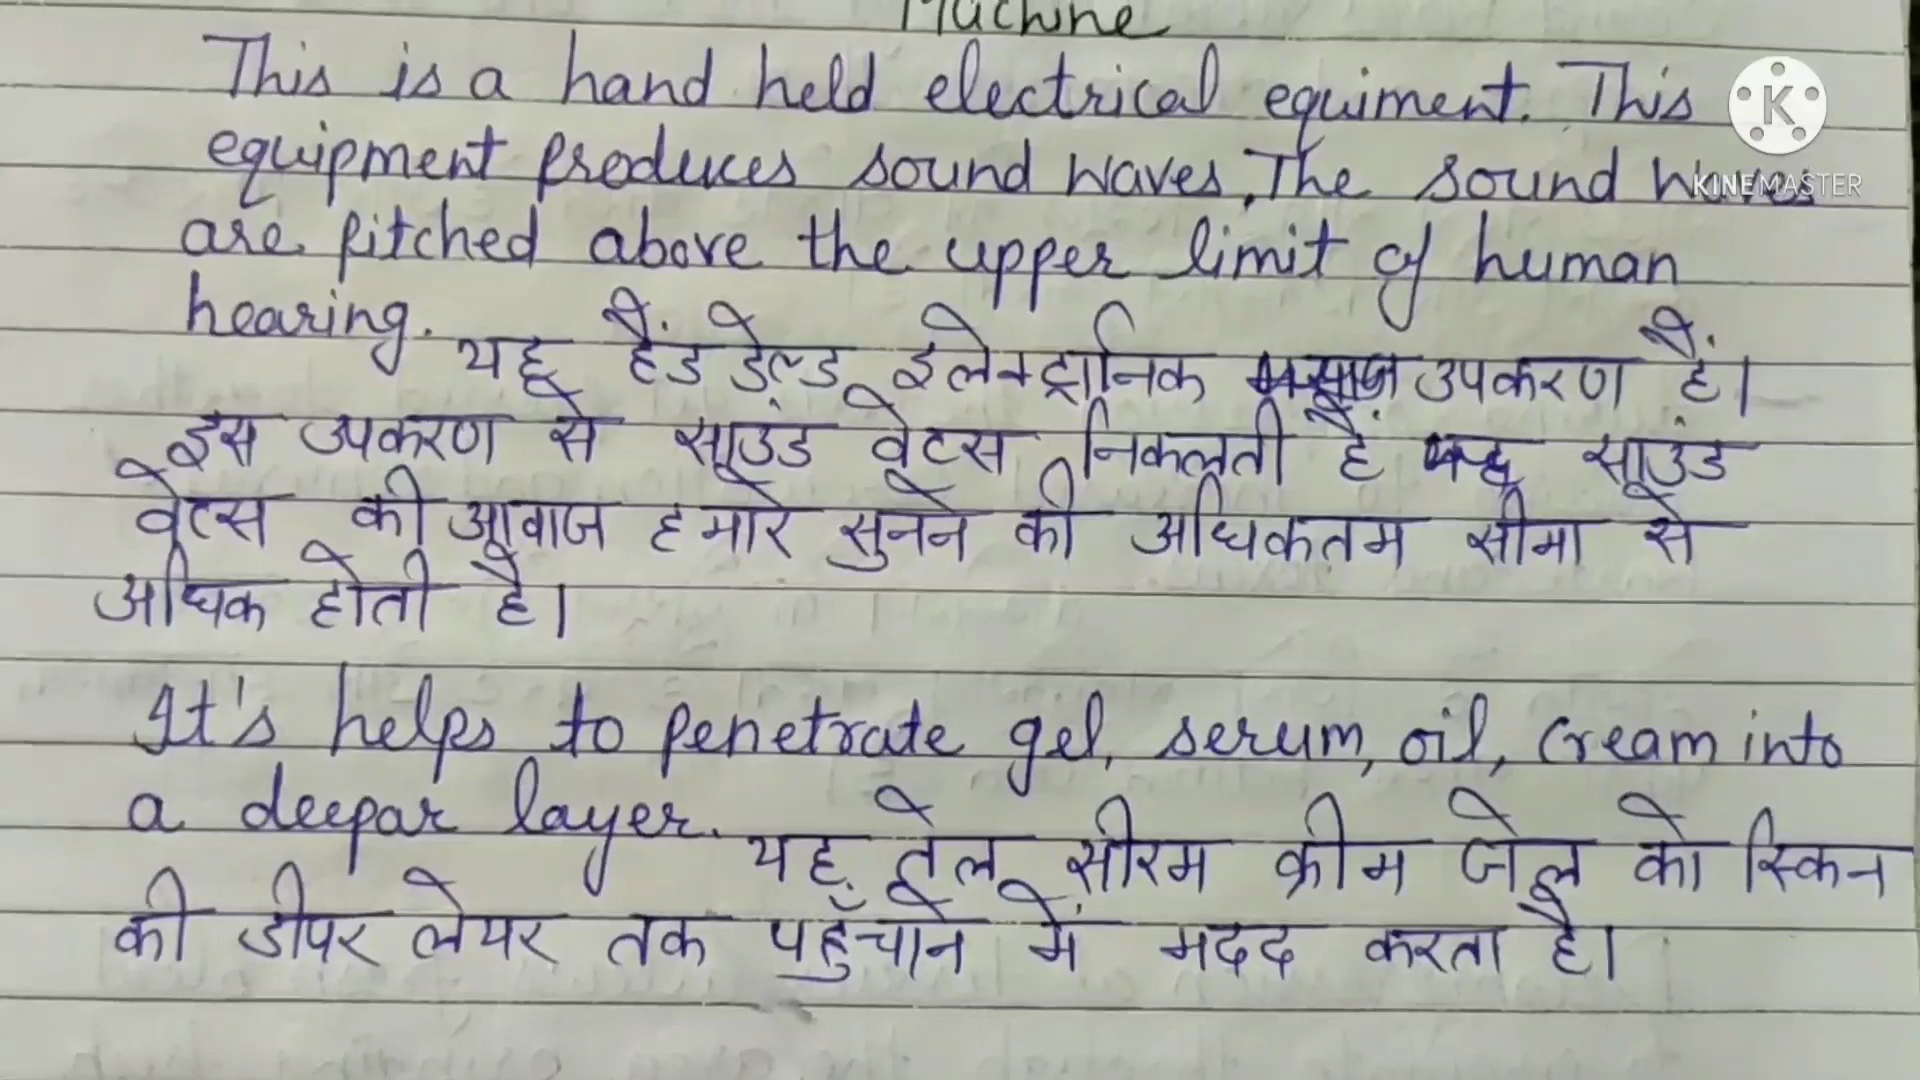 Machine
This is a hand held electrical equiment. This
equipment produces sound waves. The sound waves
are pitched above the upper limit of human
hearing. यह हैंड डेल्ड इलेक्ट्रानिक उपकरण हैं।
इस उपकरण से साउंड वेव्स निकलती हैं साउंड
वेव्स की आवाज हमारे सुनने की अधिकतम सीमा से
अधिक होती है।
It's helps to penetrate gel, serum, oil, cream into
a deepar layer. यह तेल सीरम क्रीम जेल को स्किन
की डीपर लेयर तक पहुँचाने में मदद करता है।
K
KINEMASTER